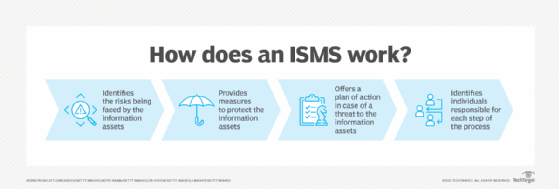 How does an ISMS work?
Identifies
the risks being
faced by the
information
assets
Provides
measures
to protect the
information
assets
Offers a
plan of action
in case of a
threat to the
information
assets
Identifies
individuals
responsible for
each step of
the process
TechTarget